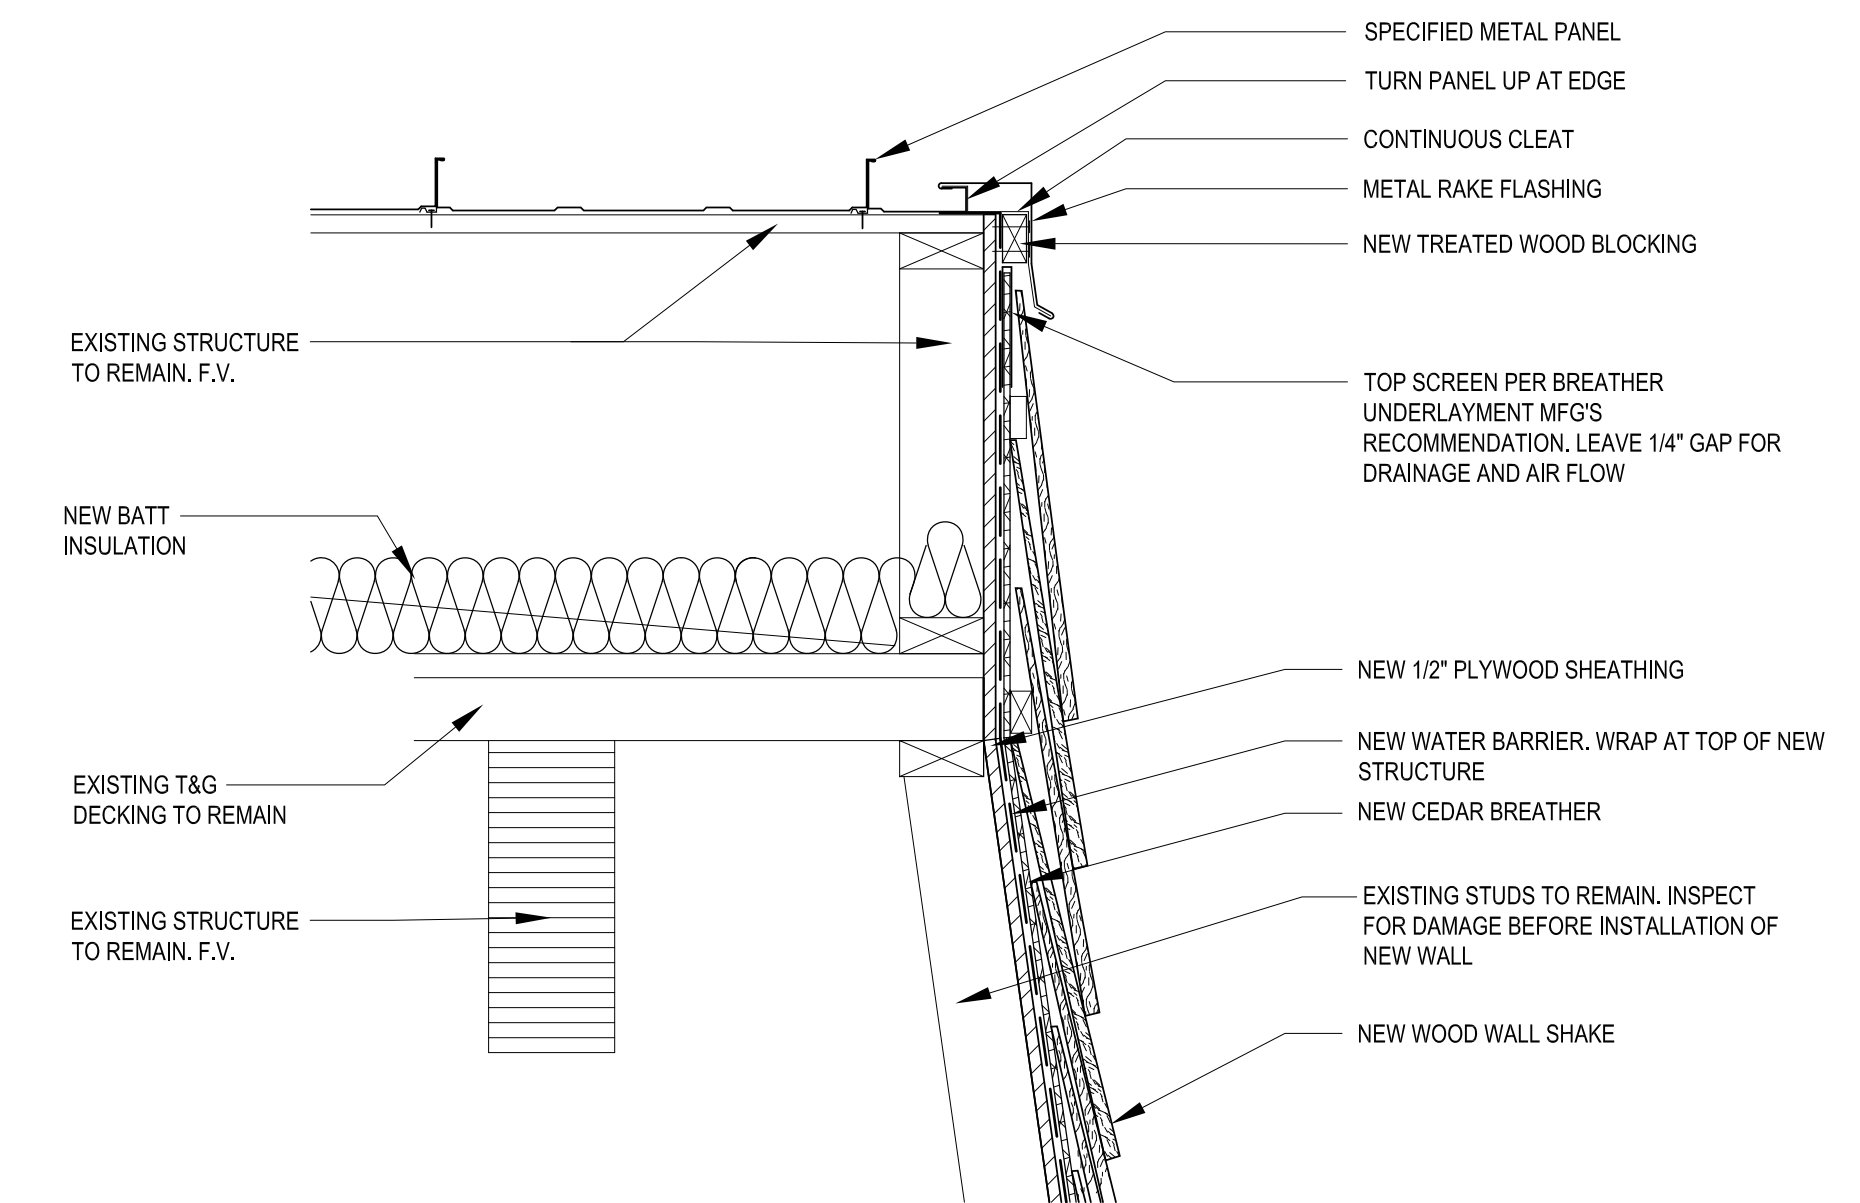 SPECIFIED METAL PANEL
TURN PANEL UP AT EDGE
CONTINUOUS CLEAT
METAL RAKE FLASHING
NEW TREATED WOOD BLOCKING
EXISTING STRUCTURE
TO REMAIN. F.V.
TOP SCREEN PER BREATHER
UNDERLAYMENT MFG'S
RECOMMENDATION. LEAVE 1/4" GAP FOR
DRAINAGE AND AIR FLOW
NEW BATT
INSULATION
NEW 1/2" PLYWOOD SHEATHING
NEW WATER BARRIER. WRAP AT TOP OF NEW
STRUCTURE
EXISTING T&G
DECKING TO REMAIN
NEW CEDAR BREATHER
EXISTING STUDS TO REMAIN. INSPECT
FOR DAMAGE BEFORE INSTALLATION OF
NEW WALL
EXISTING STRUCTURE
TO REMAIN. F.V.
NEW WOOD WALL SHAKE